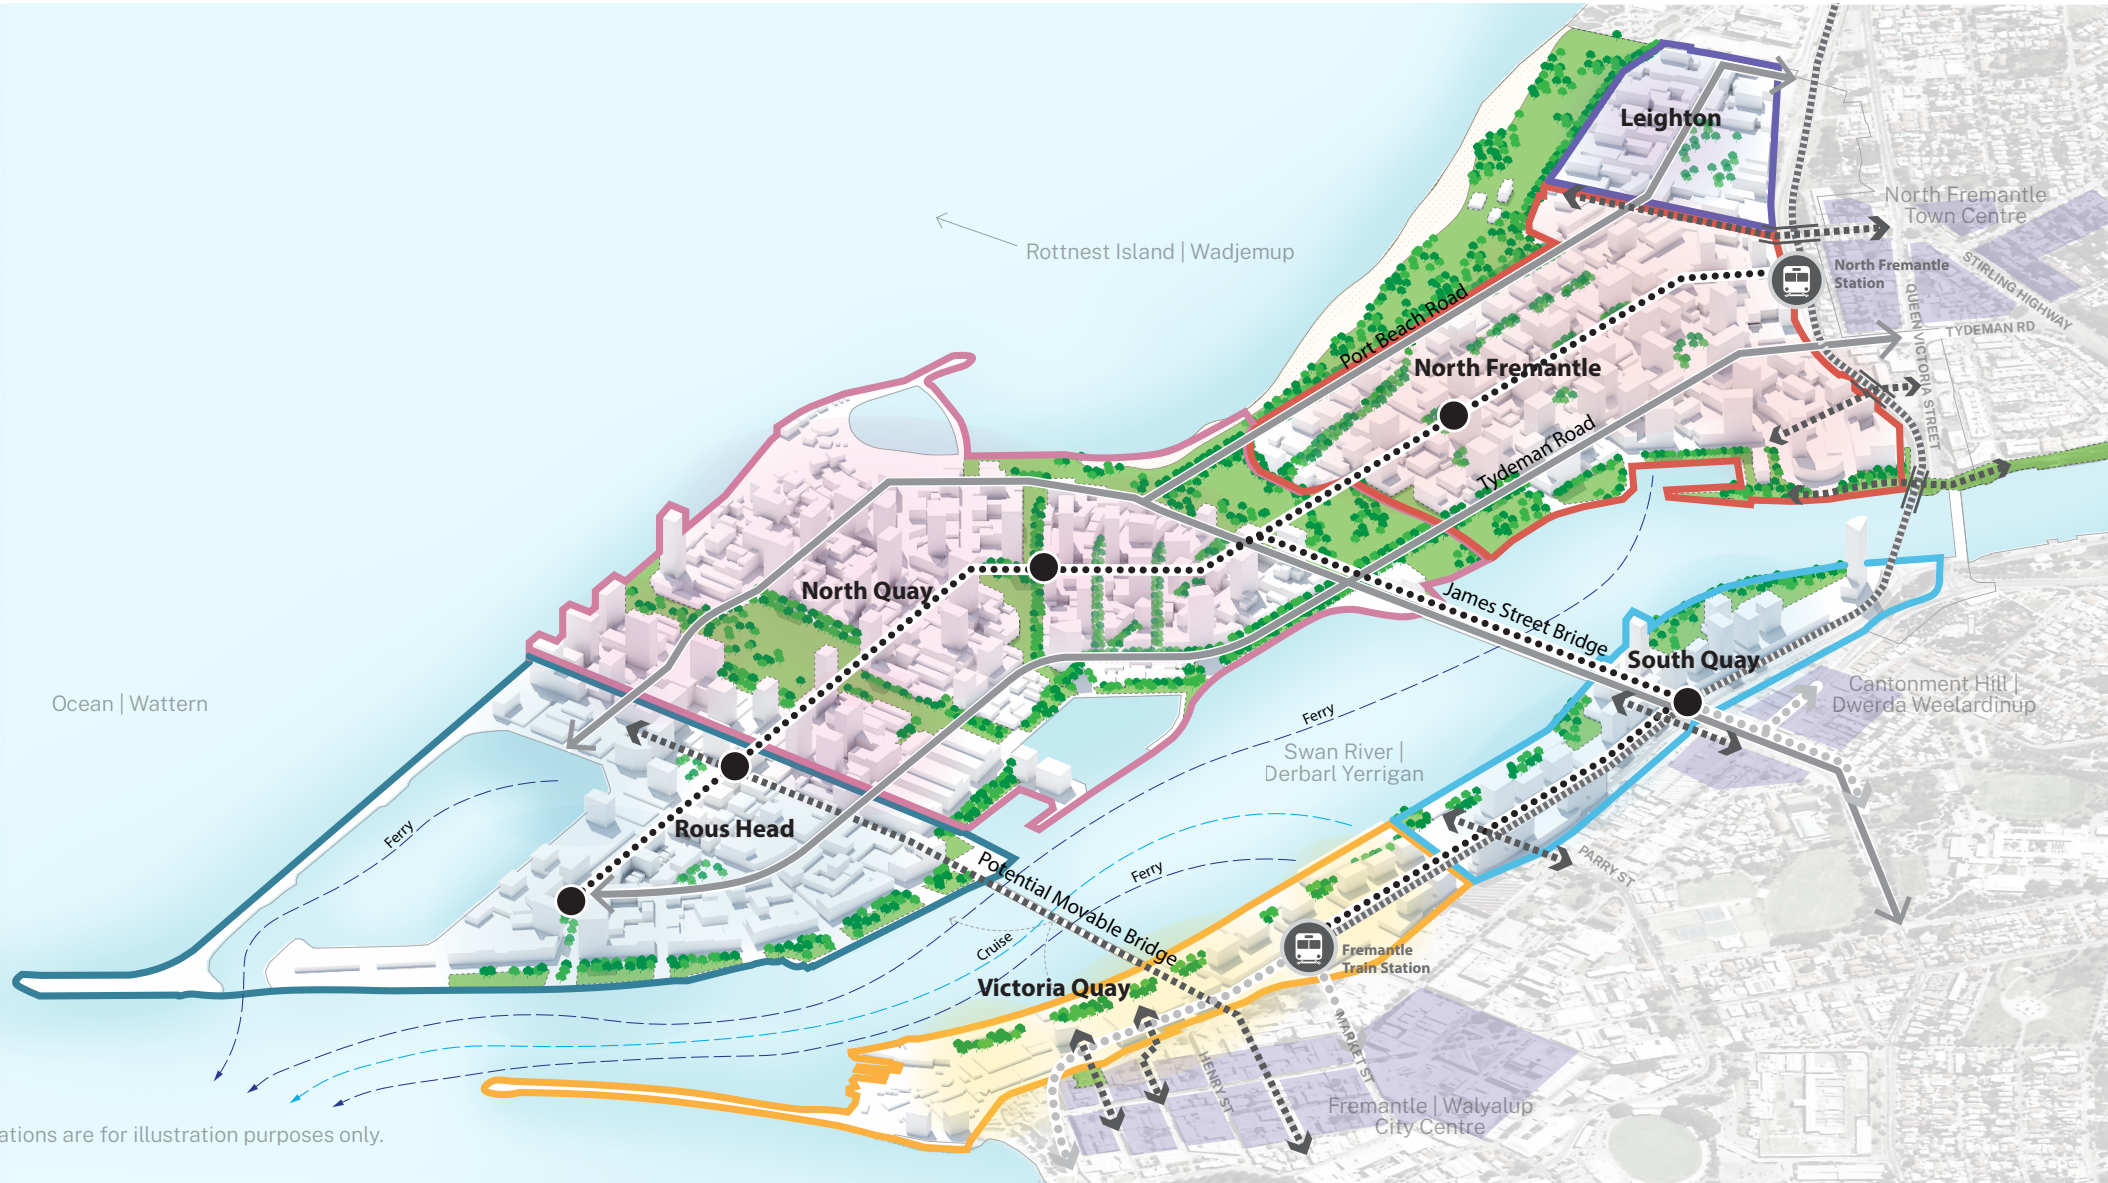 Leighton
North Fremantle
Town Centre
Rottnest Island | Wadjemup
North Fremantle
Station
STIRLING HIGHWAY
QUEEN VICTORIA STREET
TYDEMAN RD
Port Beach Road
North Fremantle
Tydeman Road
North Quay
James Street Bridge
South Quay
Cantonment Hill |
Dwerda Weelardinup
Ocean | Wattern
Ferry
Swan River |
Derbarl Yerrigan
Ferry
Rous Head
Potential Movable Bridge
Ferry
PARRY ST
Cruise
Fremantle
Train Station
Victoria Quay
MARKET ST
HENRY ST
Fremantle | Walyalup
City Centre
ations are for illustration purposes only.